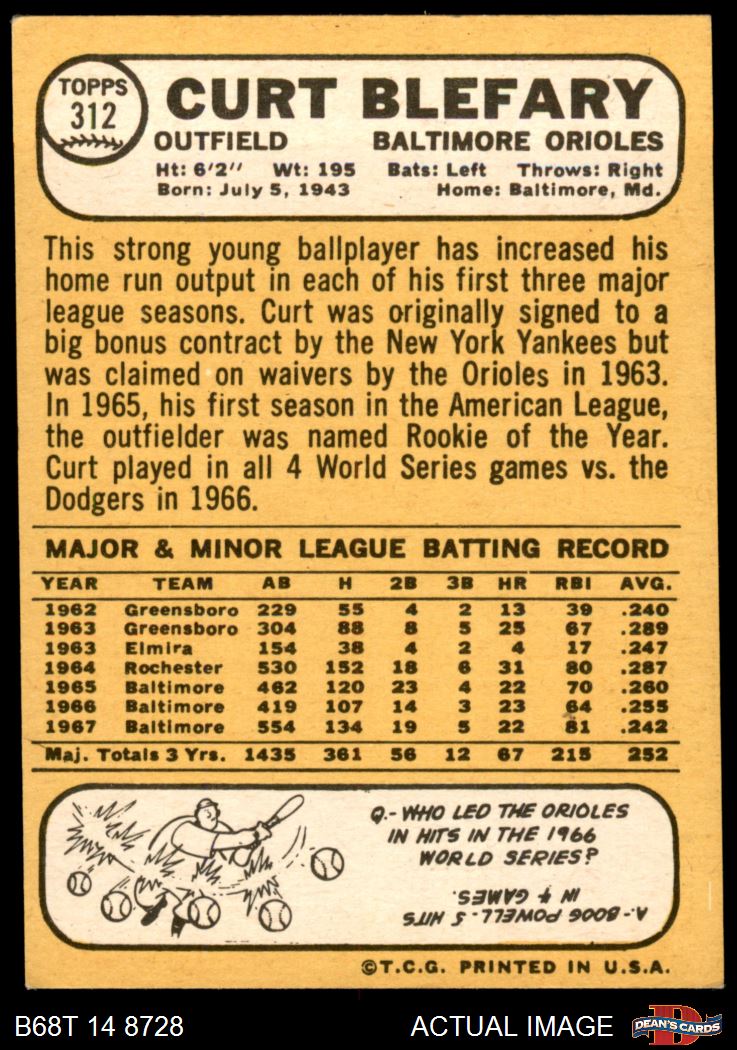 TOPPS
312
CURT BLEFARY
OUTFIELD BALTIMORE ORIOLES
Ht: 6'2" Wt: 195 Bats: Left Throws: Right
Born: July 5, 1943 Home: Baltimore, Md.
This strong young ballplayer has increased his
home run output in each of his first three major
league seasons. Curt was originally signed to a
big bonus contract by the New York Yankees but
was claimed on waivers by the Orioles in 1963.
In 1965, his first season in the American League,
the outfielder was named Rookie of the Year.
Curt played in all 4 World Series games vs. the
Dodgers in 1966.
MAJOR & MINOR LEAGUE BATTING RECORD
YEAR TEAM AB H 2B 3B HR RBI AVG.
1962 Greensboro 229 55 4 2 13 39 .240
1963 Greensboro 304 88 8 5 25 67 .289
1963 Elmira 154 38 4 2 4 17 .247
1964 Rochester 530 152 18 6 31 80 .287
1965 Baltimore 462 120 23 4 22 70 .260
1966 Baltimore 419 107 14 3 23 64 .255
1967 Baltimore 554 134 19 5 22 81 .242
Maj. Totals 3 Yrs. 1435 361 56 12 67 215 252
Q.- WHO LED THE ORIOLES
IN HITS IN THE 1966
WORLD SERIES?
A.- BOOG POWELL. 5 HITS
IN 4 GAMES.
©T.C.G. PRINTED IN U.S.A.
B68T 14 8728 ACTUAL IMAGE
DEAN'S CARDS